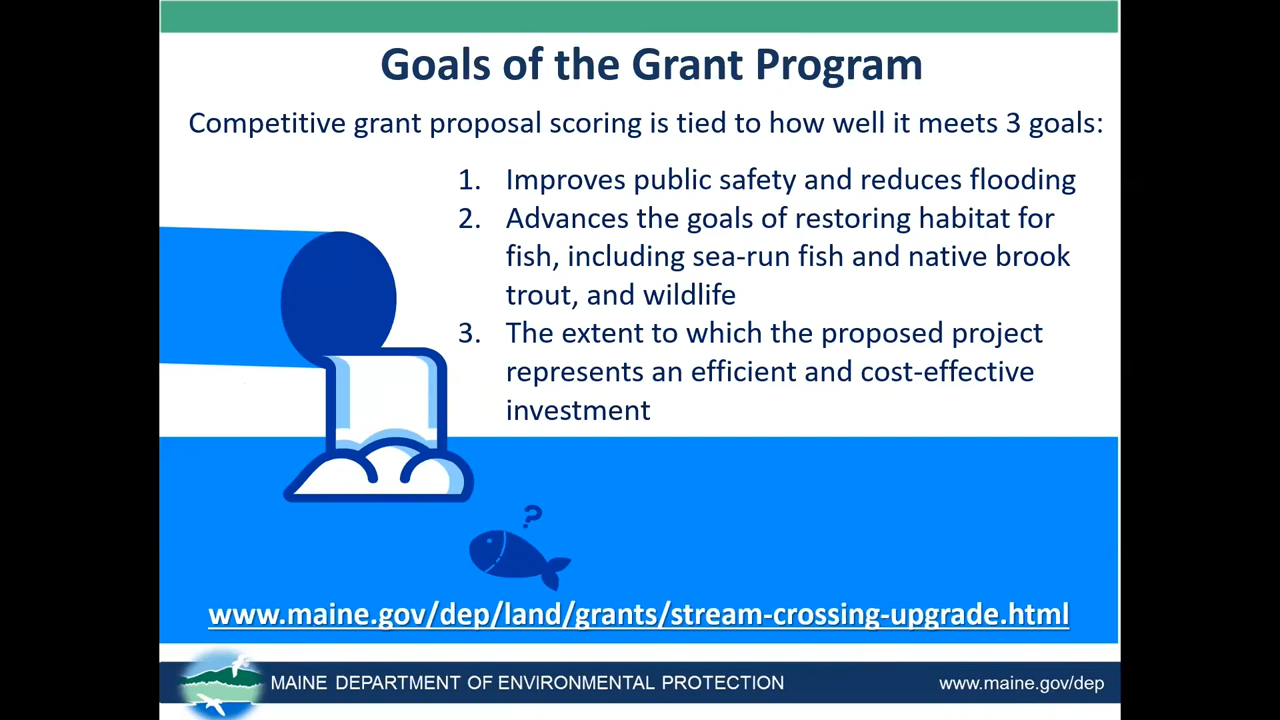 Goals of the Grant Program
Competitive grant proposal scoring is tied to how well it meets 3 goals:
1. Improves public safety and reduces flooding
2. Advances the goals of restoring habitat for
fish, including sea-run fish and native brook
trout, and wildlife
3. The extent to which the proposed project
represents an efficient and cost-effective
investment
?
www.maine.gov/dep/land/grants/stream-crossing-upgrade.html
MAINE DEPARTMENT OF ENVIRONMENTAL PROTECTION
www.maine.gov/dep